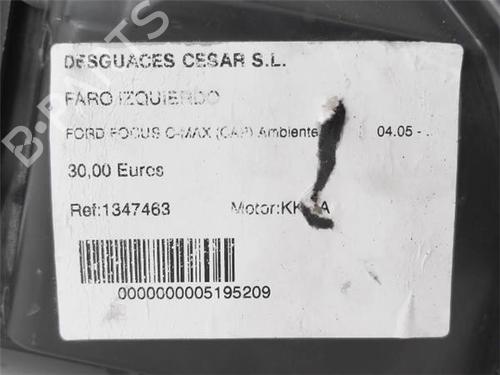 DESGUACES CESAR S.L.
FARO IZQUIERDO
FORD FOCUS C-MAX (CAP) Ambiente 04.05 - ..
30,00 Euros
Ref:1347463 Motor:
0000000005195209